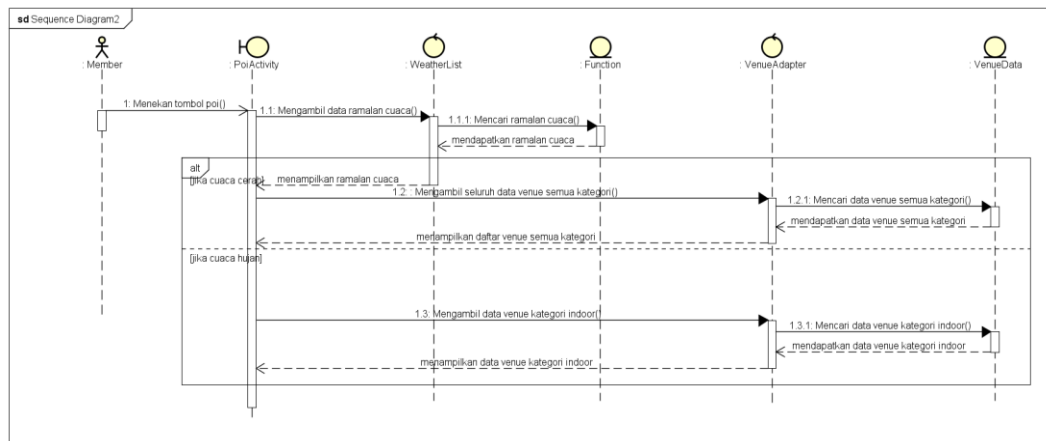 sd Sequence Diagram2
: Member
: PoiActivity
: WeatherList
: Function
: VenueAdapter
: VenueData
1: Menekan tombol poi()
1.1: Mengambil data ramalan cuaca()
1.1.1: Mencari ramalan cuaca()
mendapatkan ramalan cuaca
alt
[jika cuaca cerah]
menampilkan ramalan cuaca
1.2: : Mengambil seluruh data venue semua kategori()
1.2.1: Mencari data venue semua kategori()
mendapatkan data venue semua kategori
menampilkan daftar venue semua kategori
[jika cuaca hujan]
1.3: Mengambil data venue kategori indoor()
1.3.1: Mencari data venue kategori indoor()
mendapatkan data venue kategori indoor
menampilkan data venue kategori indoor